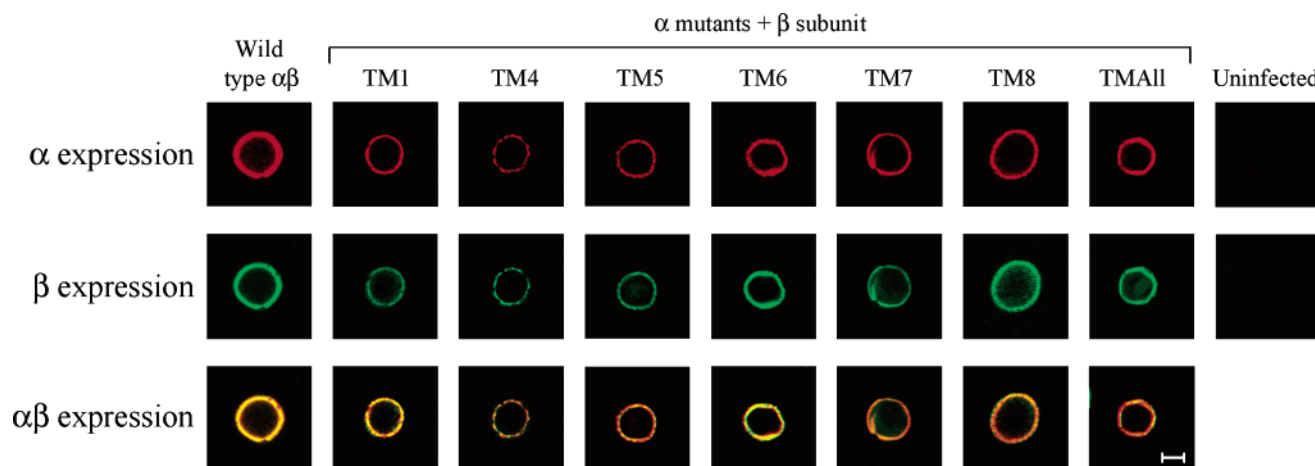 α mutants + β subunit
Wild
type αβ
TM1
TM4
TM5
TM6
TM7
TM8
TMAll
Uninfected
α expression
β expression
αβ expression